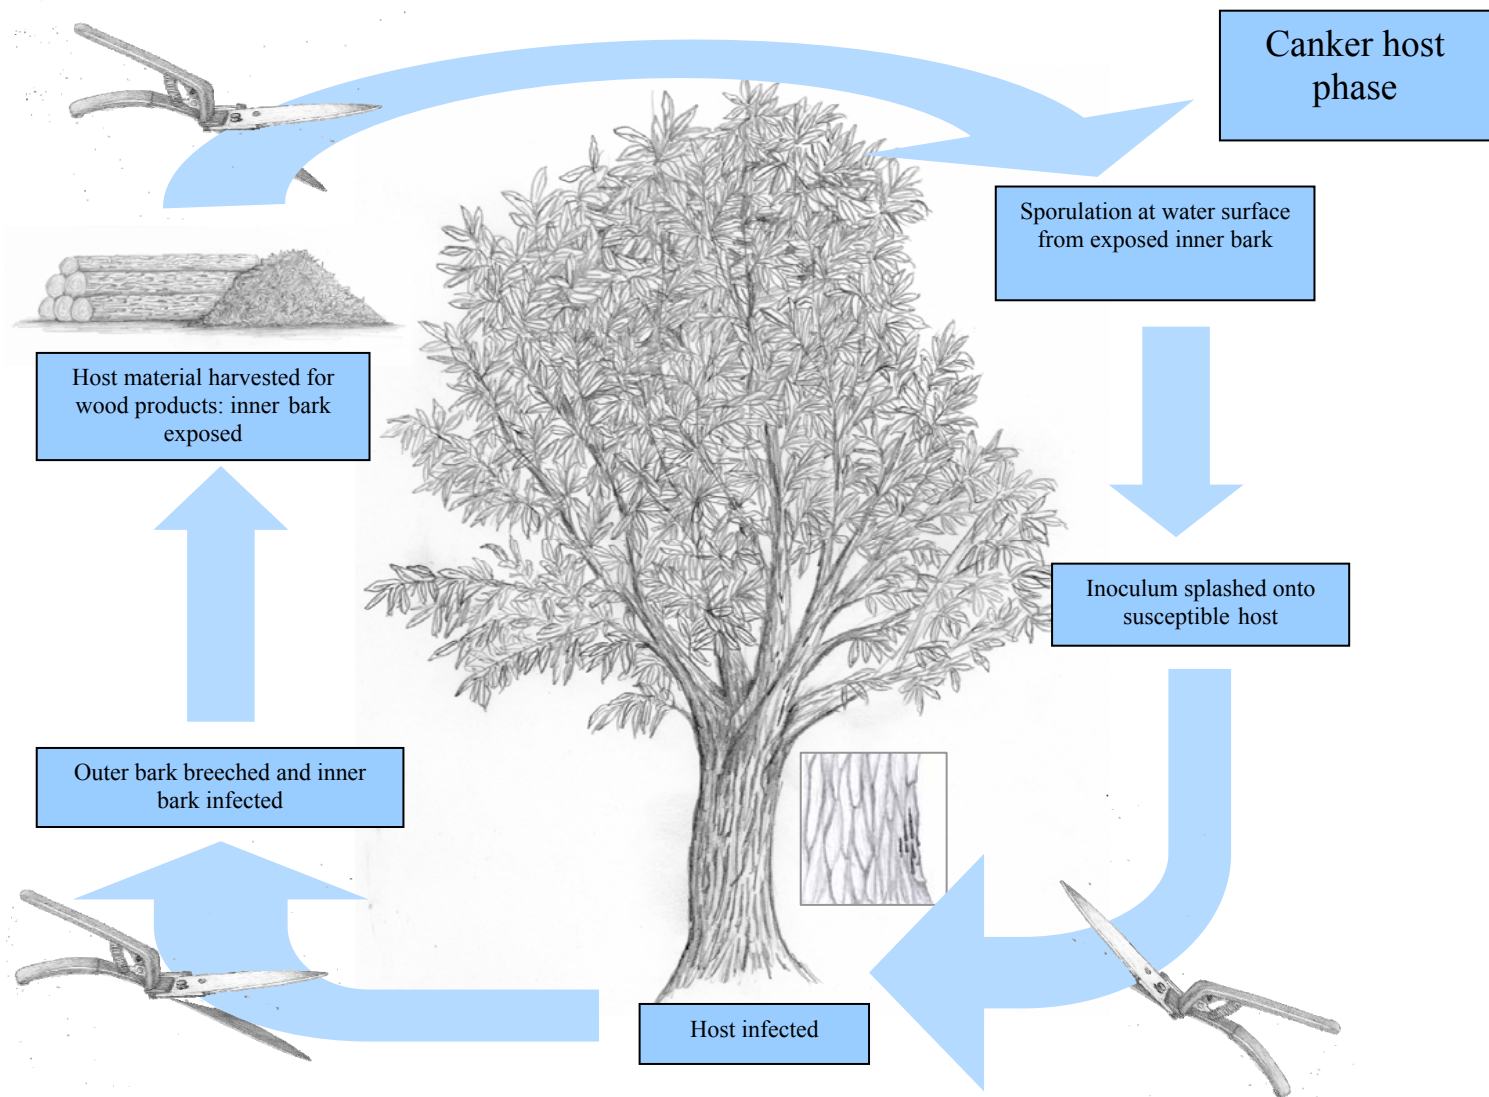 Canker host
phase
Sporulation at water surface
from exposed inner bark
Inoculum splashed onto
susceptible host
Host infected
Outer bark breeched and inner
bark infected
Host material harvested for
wood products: inner bark
exposed